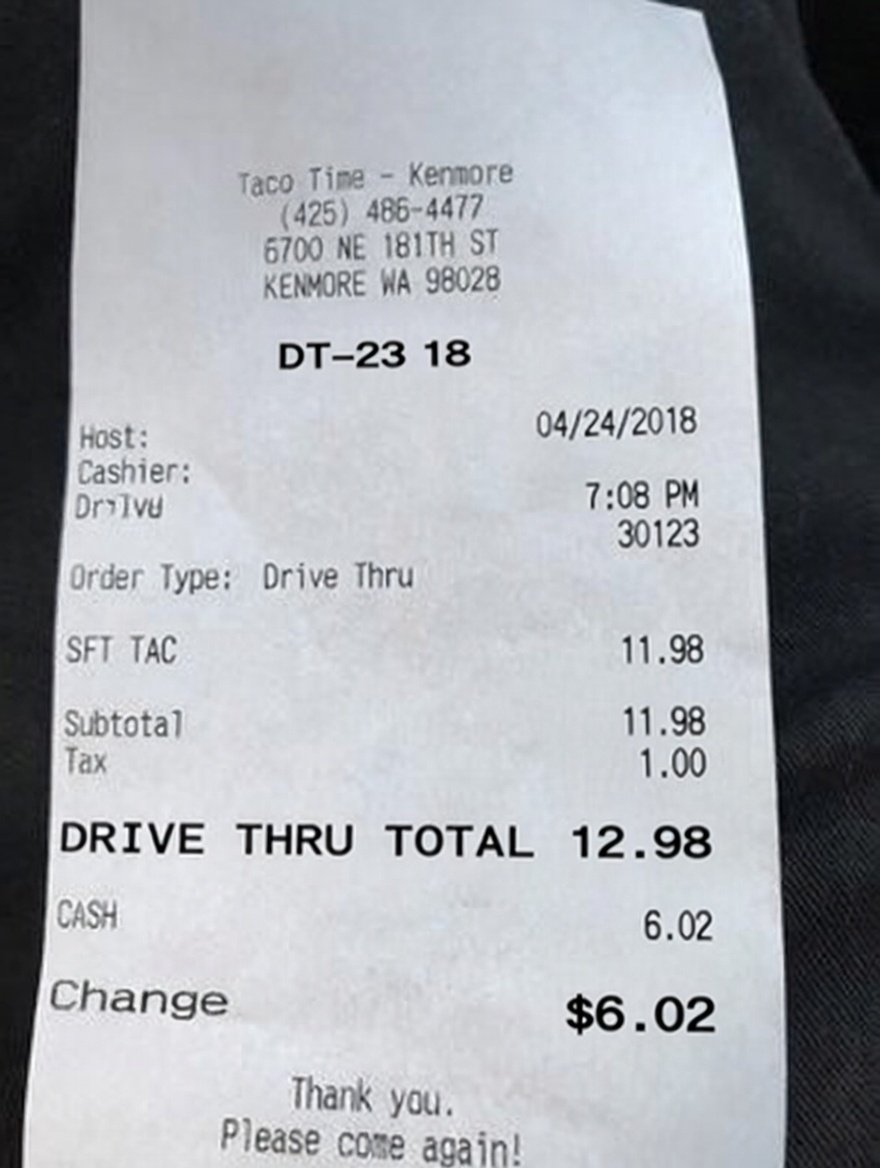 Taco Time - Kenmore
(425) 486-4477
6700 NE 181TH ST
KENMORE WA 98028
DT-23 18
04/24/2018
Host:
Cashier:
7:08 PM
30123
Order Type: Drive Thru
SFT TAC 11.98
Subtotal 11.98
Tax 1.00
DRIVE THRU TOTAL 12.98
CASH 6.02
Change $6.02
Thank you.
Please come again!